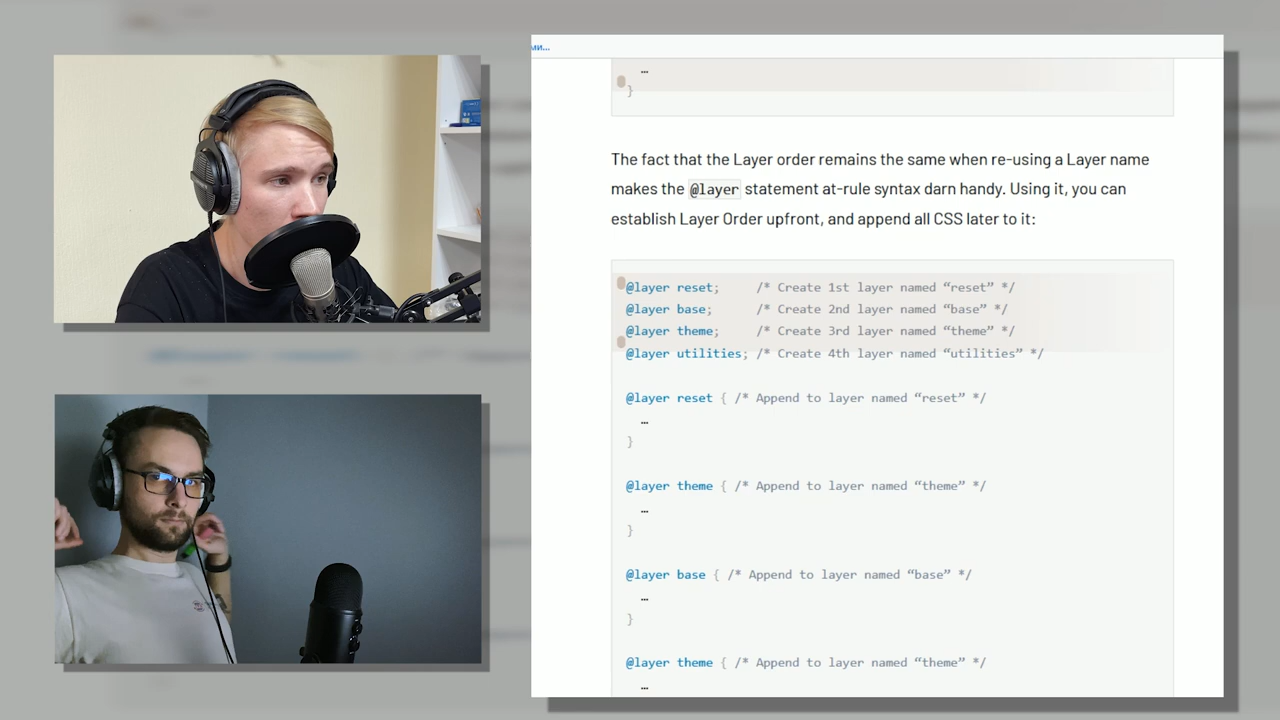 ми...
…
}
The fact that the Layer order remains the same when re-using a Layer name
makes the @layer statement at-rule syntax darn handy. Using it, you can
establish Layer Order upfront, and append all CSS later to it:
@layer reset;     /* Create 1st layer named “reset” */
@layer base;      /* Create 2nd layer named “base” */
@layer theme;     /* Create 3rd layer named “theme” */
@layer utilities; /* Create 4th layer named “utilities” */
@layer reset { /* Append to layer named “reset” */
…
}
@layer theme { /* Append to layer named “theme” */
…
}
@layer base { /* Append to layer named “base” */
…
}
@layer theme { /* Append to layer named “theme” */
…